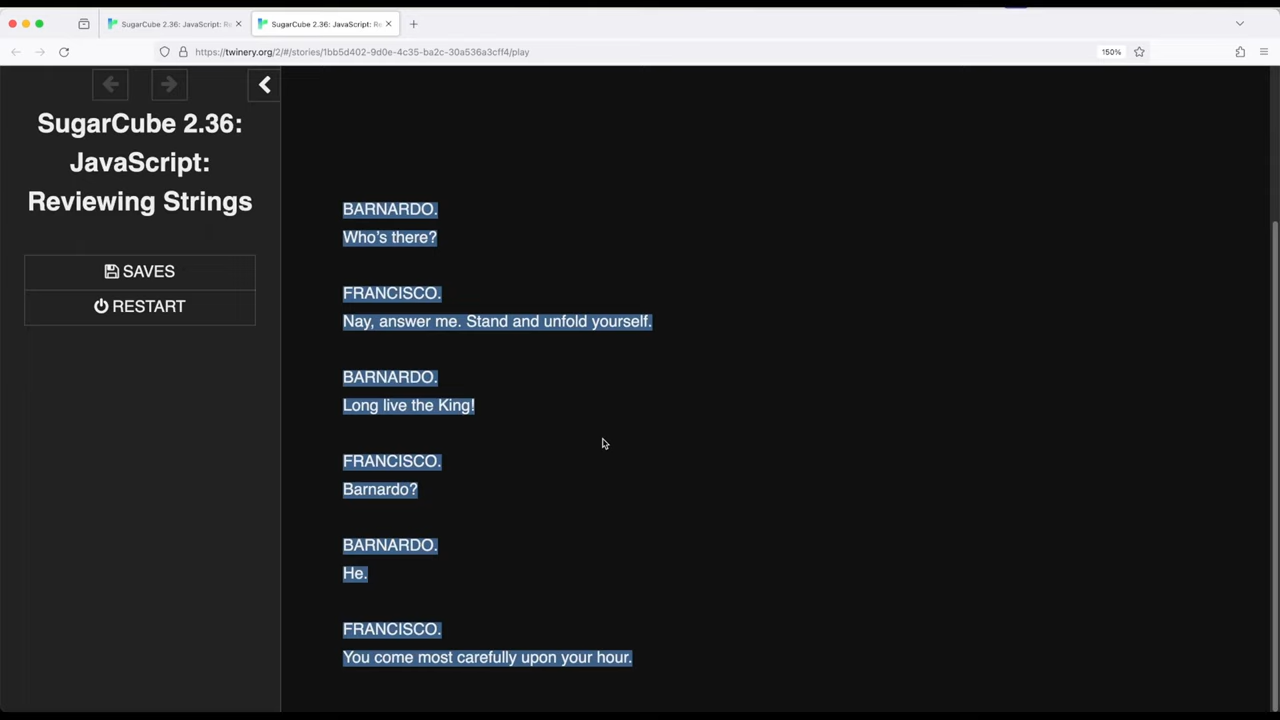 SugarCube 2.36: JavaScript: Re
SugarCube 2.36: JavaScript: Re
https://twinery.org/2/#/stories/1bb5d402-9d0e-4c35-ba2c-30a536a3cff4/play
150%
SugarCube 2.36:
JavaScript:
Reviewing Strings
SAVES
RESTART
BARNARDO.
Who’s there?
FRANCISCO.
Nay, answer me. Stand and unfold yourself.
BARNARDO.
Long live the King!
FRANCISCO.
Barnardo?
BARNARDO.
He.
FRANCISCO.
You come most carefully upon your hour.